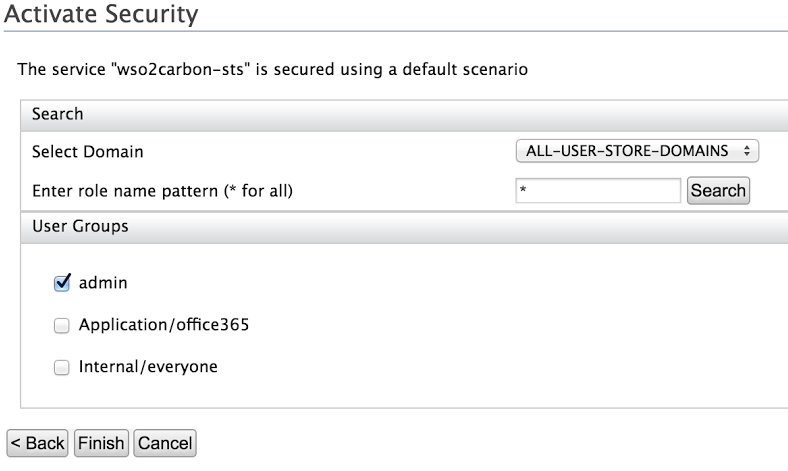 Activate Security
The service "wso2carbon-sts" is secured using a default scenario
Search
Select Domain ALL-USER-STORE-DOMAINS
Enter role name pattern (* for all) * Search
User Groups
admin
Application/office365
Internal/everyone
< Back Finish Cancel